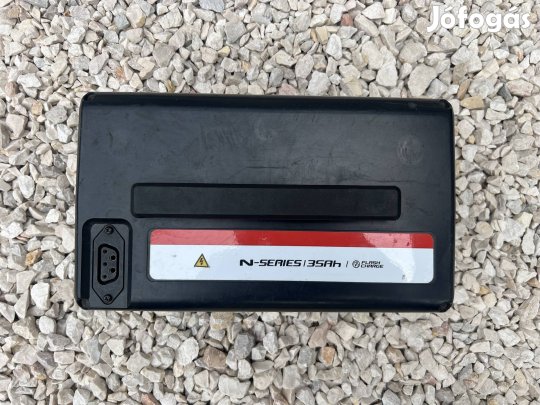 Jófogás
N-SERIES / 35Ah / FLASH CHARGE